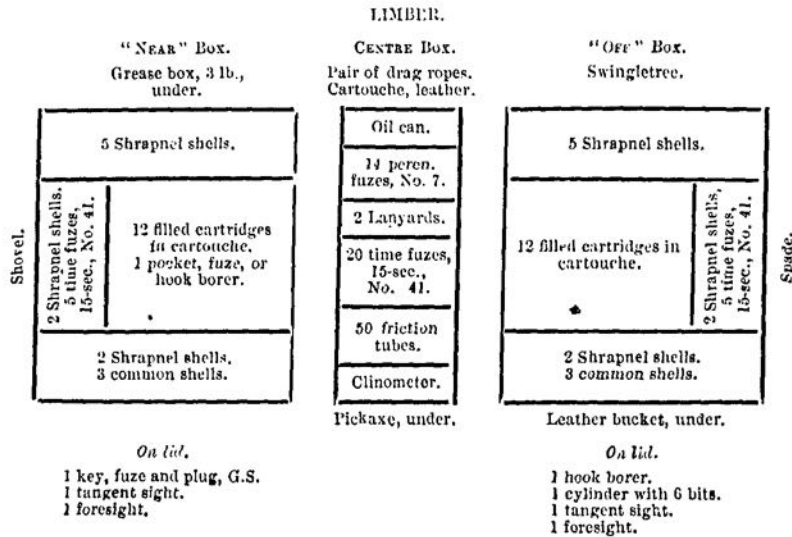 LIMBER.
"NEAR" BOX.
Grease box, 3 lb.,
under.
Shovel.
5 Shrapnel shells.
2 Shrapnel shells.
5 time fuzes,
15-sec., No. 41.
12 filled cartridges
in cartouche.
1 pocket, fuze, or
hook borer.
2 Shrapnel shells.
3 common shells.
On lid.
1 key, fuze and plug, G.S.
1 tangent sight.
1 foresight.
CENTRE BOX.
Pair of drag ropes.
Cartouche, leather.
Oil can.
14 percn.
fuzes, No. 7.
2 Lanyards.
20 time fuzes,
15-sec.,
No. 41.
50 friction
tubes.
Clinometer.
Pickaxe, under.
"OFF" BOX.
Swingletree.
5 Shrapnel shells.
12 filled cartridges in
cartouche.
2 Shrapnel shells,
5 time fuzes,
15-sec., No. 41.
Spade.
2 Shrapnel shells.
3 common shells.
Leather bucket, under.
On lid.
1 hook borer.
1 cylinder with 6 bits.
1 tangent sight.
1 foresight.